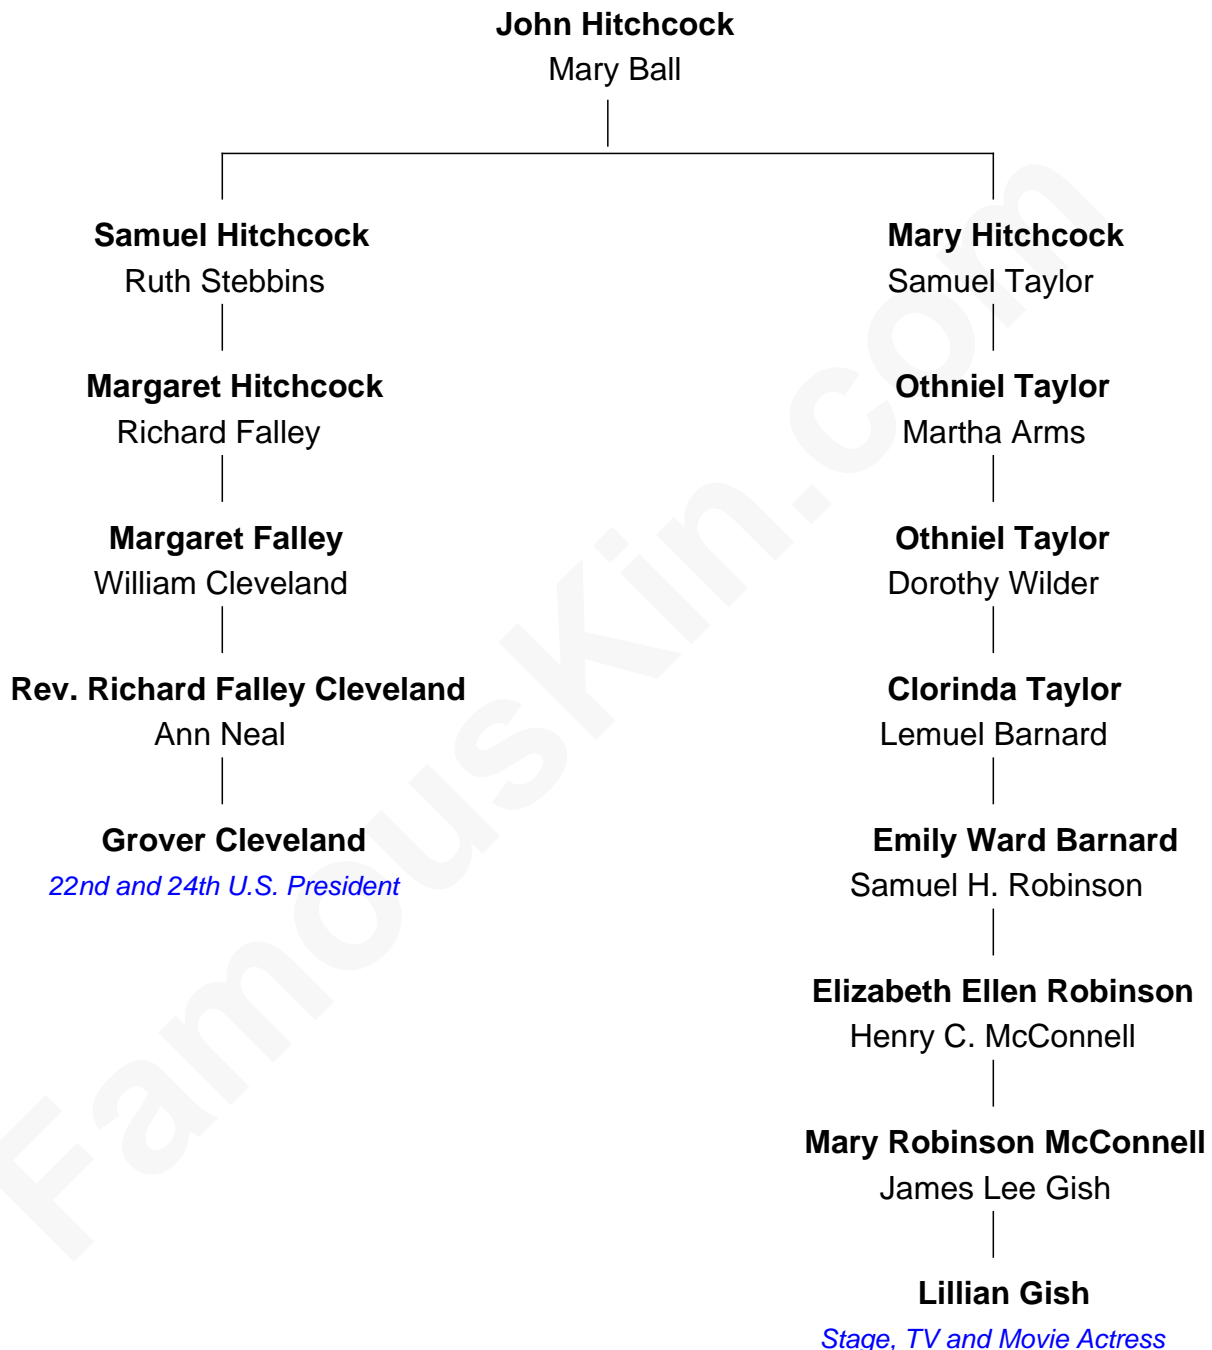 John Hitchcock
Mary Ball
Samuel Hitchcock
Ruth Stebbins
Margaret Hitchcock
Richard Falley
Margaret Falley
William Cleveland
Rev. Richard Falley Cleveland
Ann Neal
Grover Cleveland
22nd and 24th U.S. President
Mary Hitchcock
Samuel Taylor
Othniel Taylor
Martha Arms
Othniel Taylor
Dorothy Wilder
Clorinda Taylor
Lemuel Barnard
Emily Ward Barnard
Samuel H. Robinson
Elizabeth Ellen Robinson
Henry C. McConnell
Mary Robinson McConnell
James Lee Gish
Lillian Gish
Stage, TV and Movie Actress
FamousKin.com